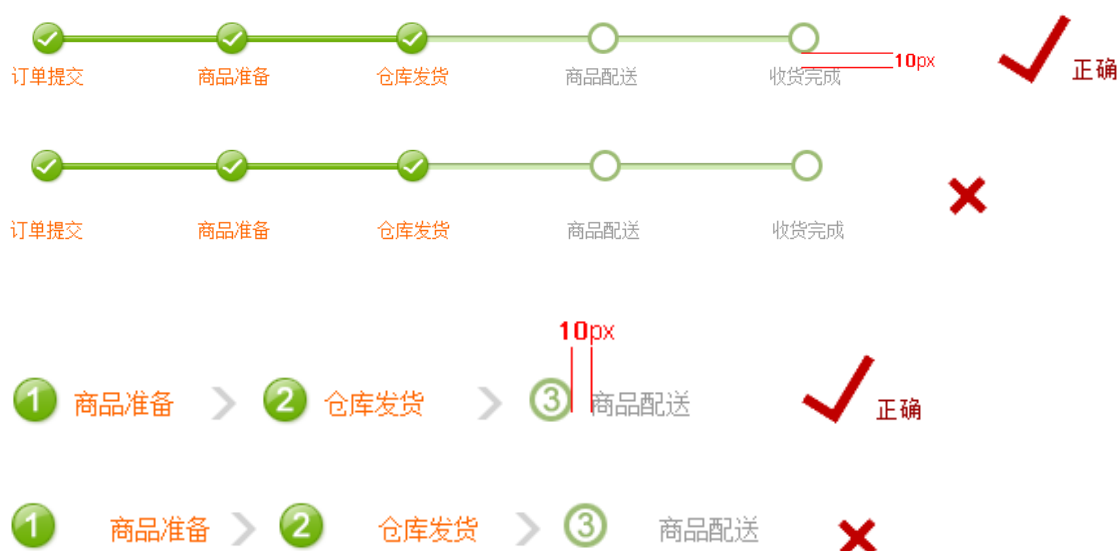 订单提交 商品准备 仓库发货 商品配送 收货完成 10px 正确
订单提交 商品准备 仓库发货 商品配送 收货完成
10px
1 商品准备 2 仓库发货 3 商品配送 正确
1 商品准备 2 仓库发货 3 商品配送